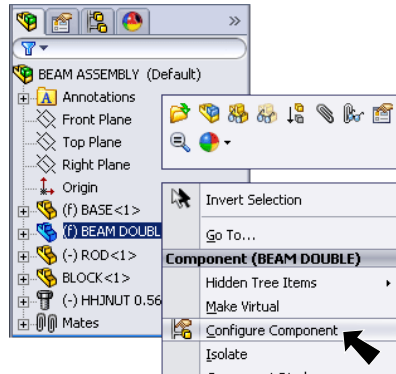 »
BEAM ASSEMBLY (Default)
A Annotations
Front Plane
Top Plane
Right Plane
Origin
(f) BASE<1>
(f) BEAM DOUBL
(-) ROD<1>
BLOCK<1>
(-) HHJNUT 0.56
Mates
Invert Selection
Go To...
Component (BEAM DOUBLE)
Hidden Tree Items
Make Virtual
Configure Component
Isolate